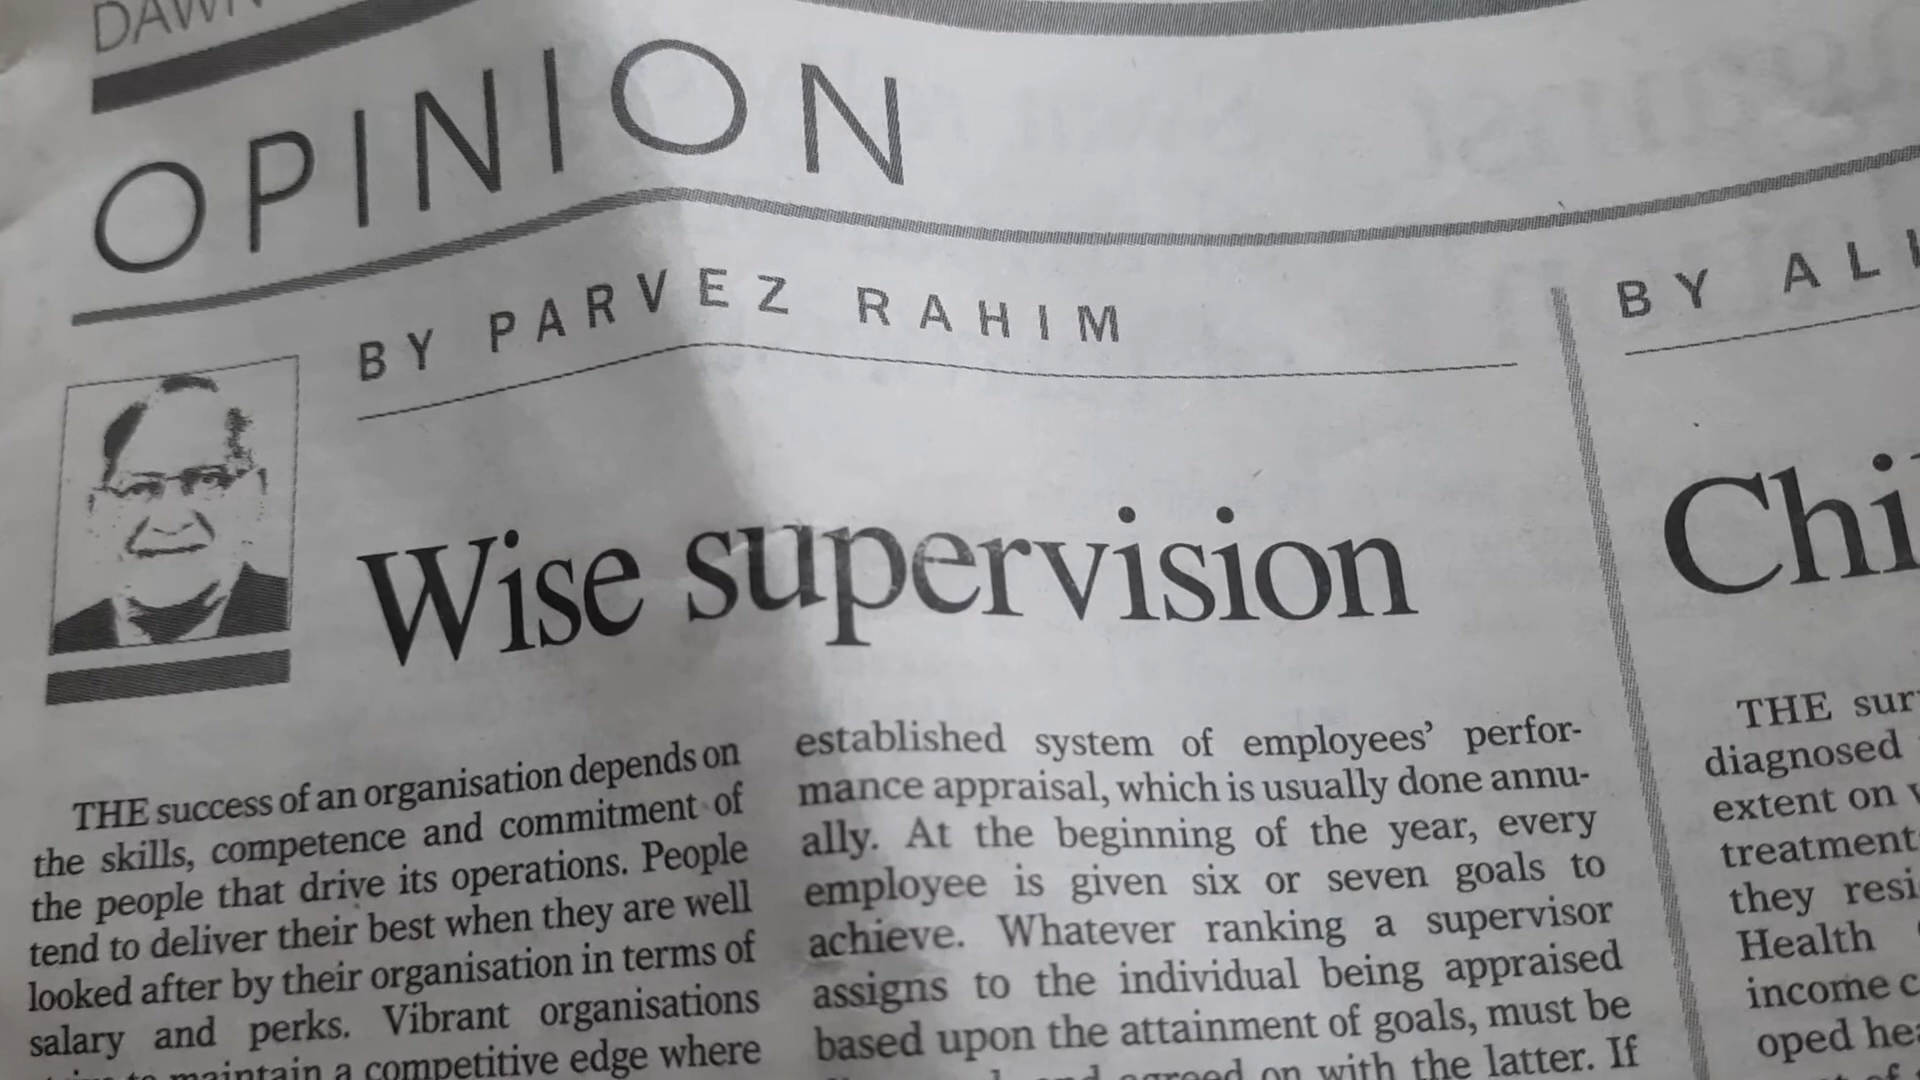 DAWN
OPINION
BY PARVEZ RAHIM
Wise supervision
THE success of an organisation depends on
the skills, competence and commitment of
the people that drive its operations. People
tend to deliver their best when they are well
looked after by their organisation in terms of
salary and perks. Vibrant organisations
maintain a competitive edge where
established system of employees' perfor-
mance appraisal, which is usually done annu-
ally. At the beginning of the year, every
employee is given six or seven goals to
achieve. Whatever ranking a supervisor
assigns to the individual being appraised
based upon the attainment of goals, must be
agreed on with the latter. If
BY ALI
Chi
THE sur
diagnosed
extent on
treatment
they resi
Health
income c
oped hea